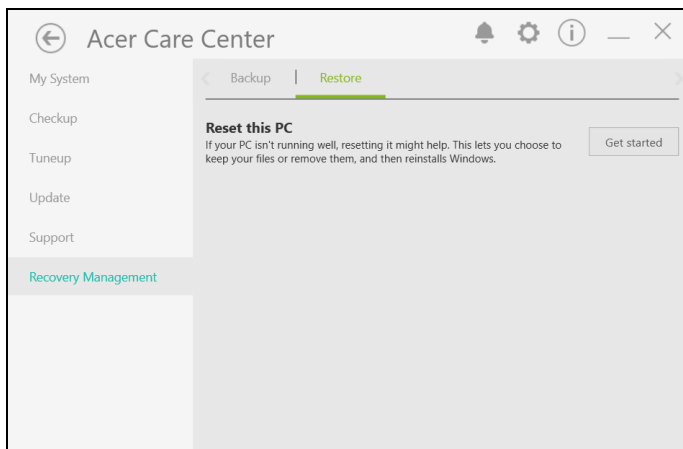 Acer Care Center
My System
Checkup
Tuneup
Update
Support
Recovery Management
Backup | Restore
Reset this PC
If your PC isn't running well, resetting it might help. This lets you choose to
keep your files or remove them, and then reinstalls Windows.
Get started